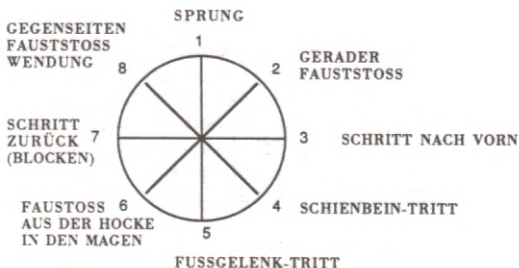 SPRUNG
1
GEGENSEITEN
FAUSTSTOSS
WENDUNG
8
2
GERADER
FAUSTSTOSS
SCHRITT
ZURÜCK
(BLOCKEN)
7
3
SCHRITT NACH VORN
FAUSTOSS
AUS DER HOCKE
IN DEN MAGEN
6
4
SCHIENBEIN-TRITT
5
FUSSGELENK-TRITT